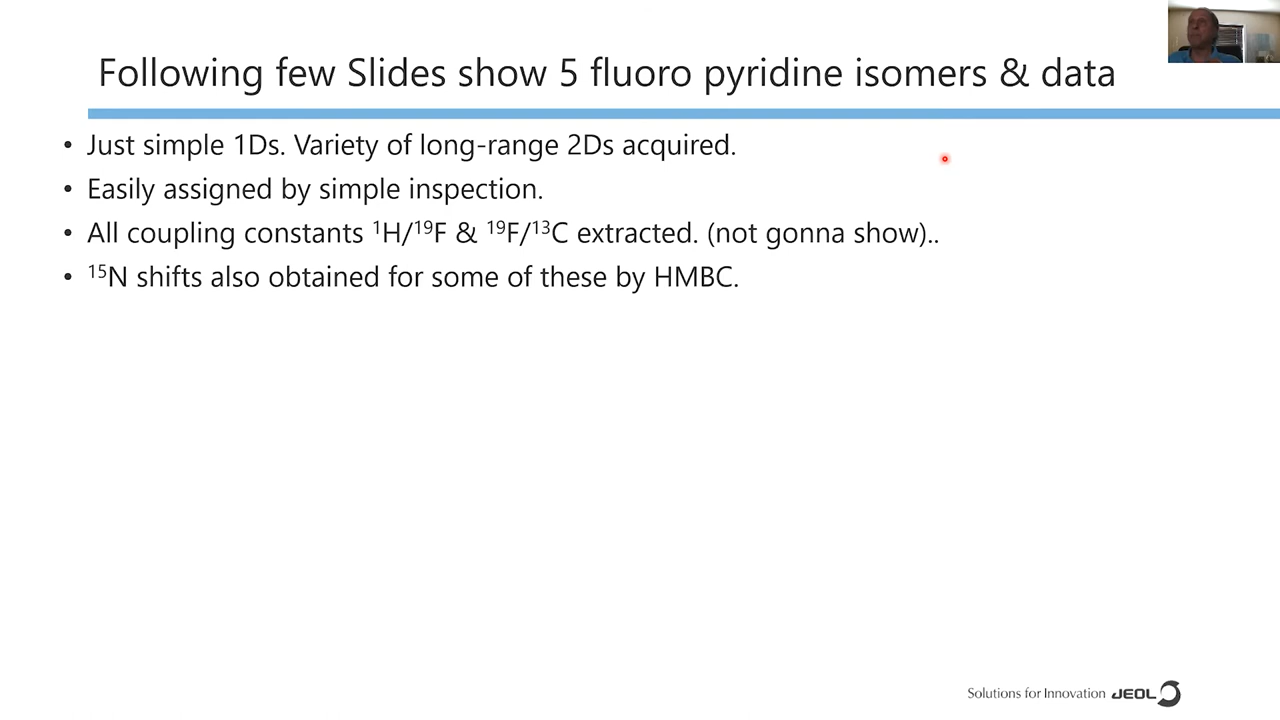 Following few Slides show 5 fluoro pyridine isomers & data
• Just simple 1Ds. Variety of long-range 2Ds acquired.
• Easily assigned by simple inspection.
• All coupling constants ¹H/¹⁹F & ¹⁹F/¹³C extracted. (not gonna show)..
• ¹⁵N shifts also obtained for some of these by HMBC.
Solutions for Innovation JEOL